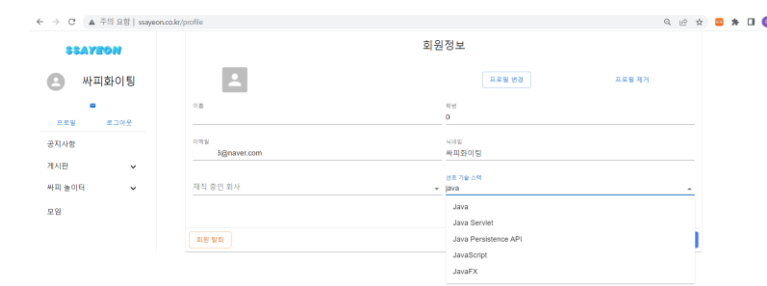 주의 요함 | ssayeon.co.kr/profile
SSAYEON
회원정보
싸피화이팅
프로필 변경
프로필 제거
이름
학번
0
프로필
로그아웃
이메일
닉네임
@naver.com
싸피화이팅
공지사항
게시판
싸피 놀이터
모임
재직 중인 회사
선호 기술 스택
java
Java
Java Servlet
Java Persistence API
JavaScript
JavaFX
회원 탈퇴